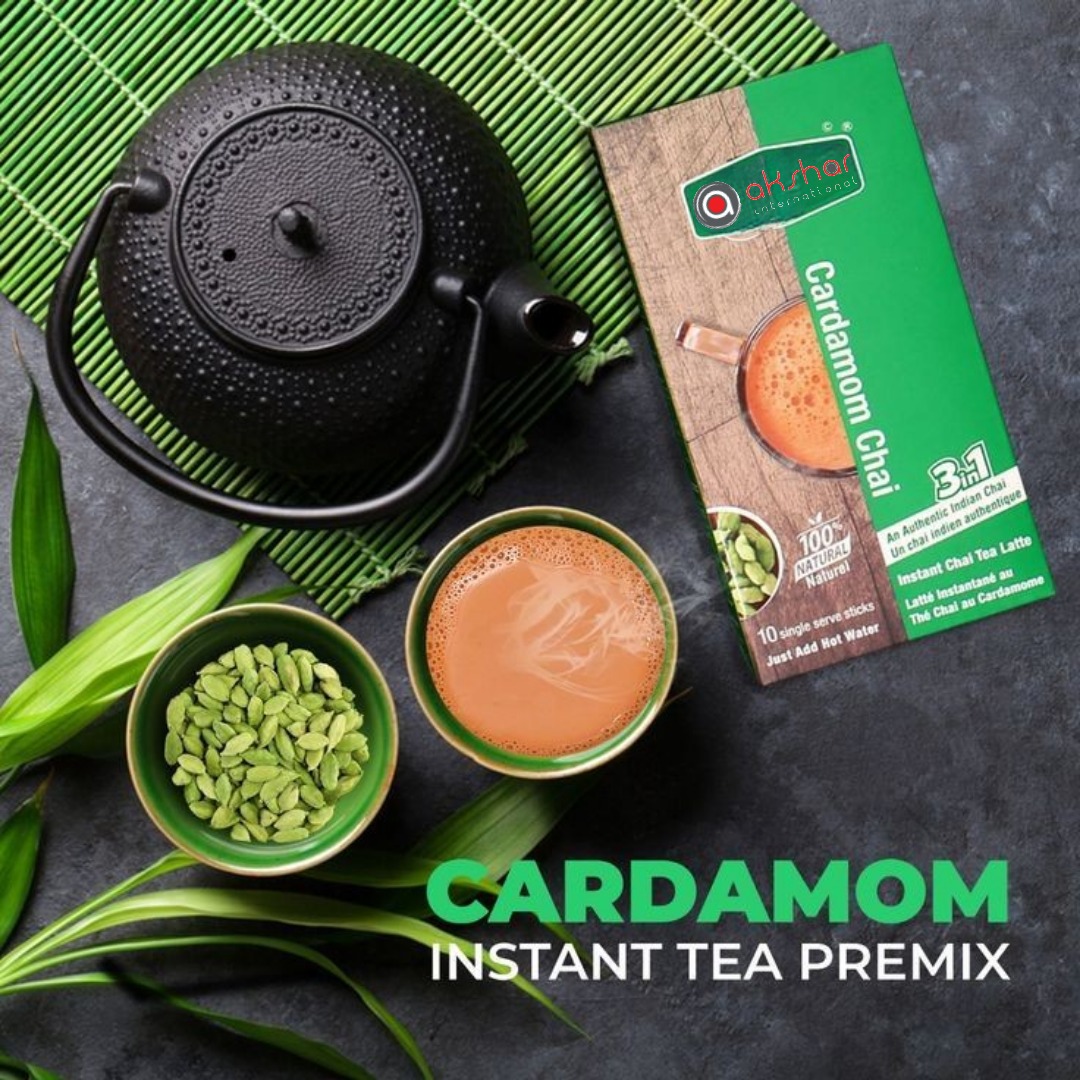 © ®
akshar
international
Cardamom Chai
3in1
An Authentic Indian Chai
Un chai indien authentique
Instant Chai Tea Latte
Latté Instantané au
Thé Chai au Cardamome
100%
NATURAL
Naturel
10 single serve sticks
Just Add Hot Water
CARDAMOM
INSTANT TEA PREMIX